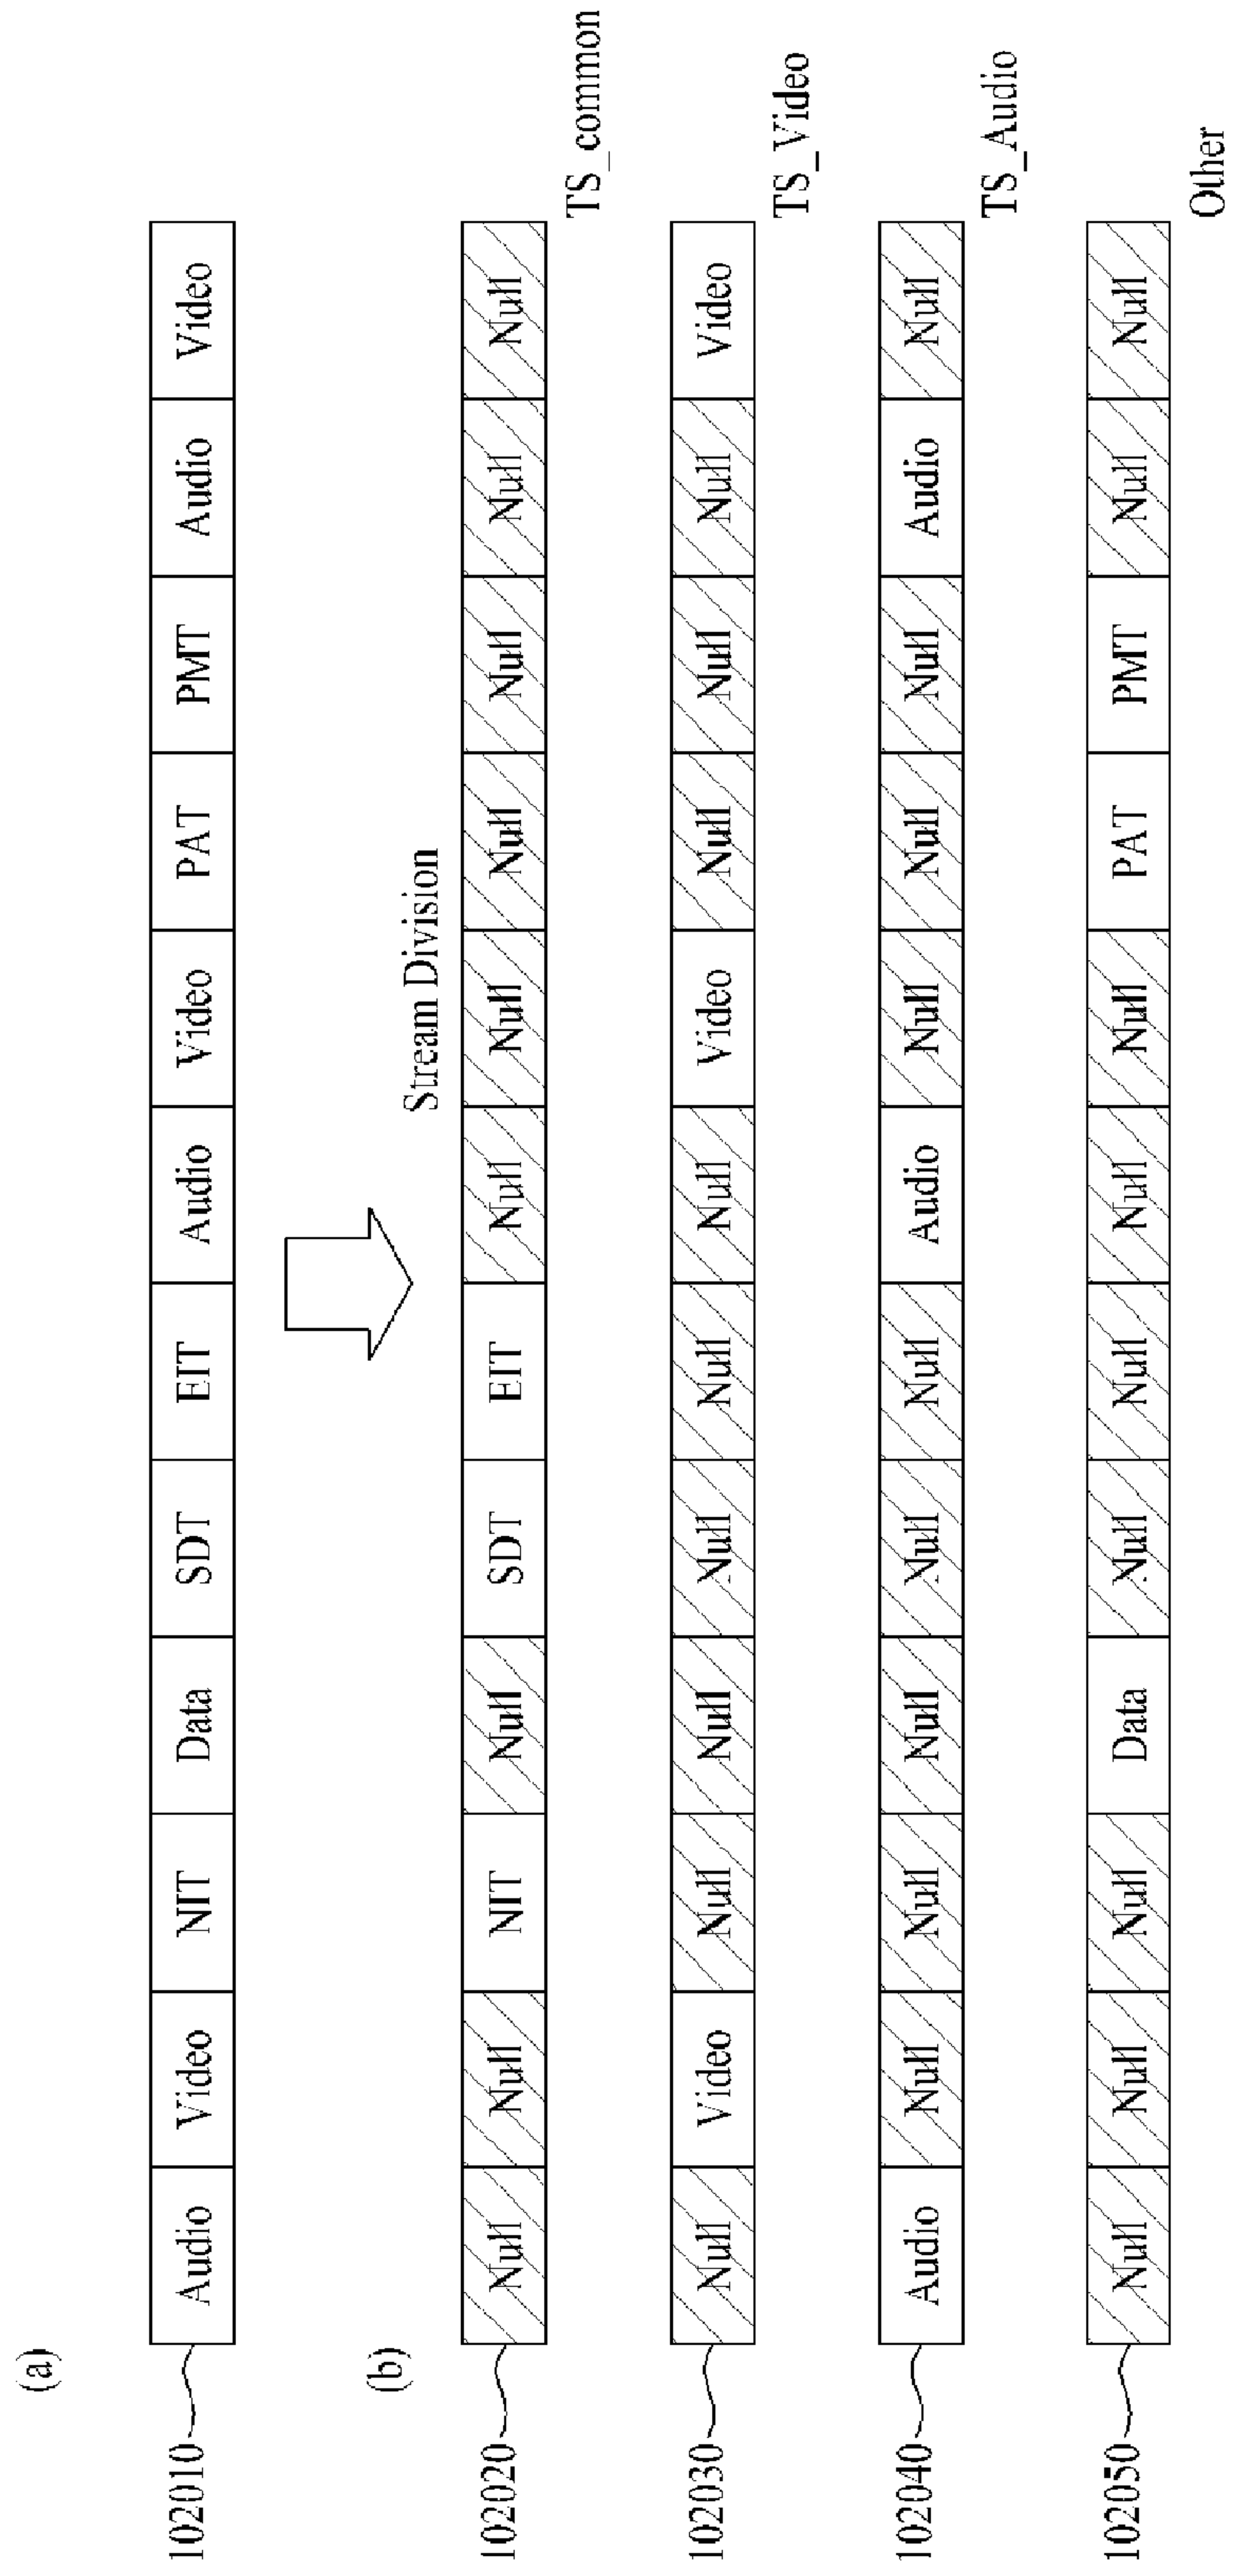 (a)
102010 Audio Video NIT Data SDT EIT Audio Video PAT PMT Audio Video
Stream Division
(b)
102020 Null Null NIT Null SDT EIT Null Null Null Null Null Null
TS_common
102030 Null Video Null Null Null Null Null Video Null Null Null Video
TS_Video
102040 Audio Null Null Null Null Null Audio Null Null Null Audio Null
TS_Audio
102050 Null Null Null Data Null Null Null Null PAT PMT Null Null
Other